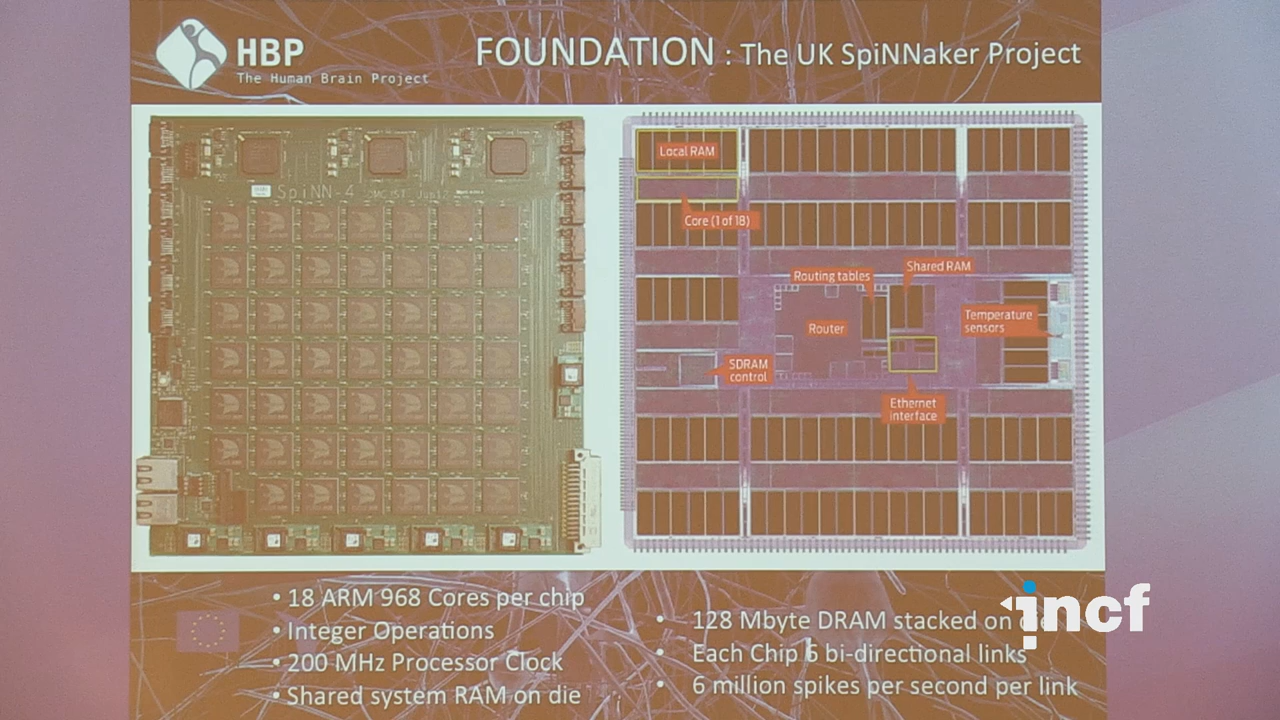 HBP
The Human Brain Project
FOUNDATION : The UK SpiNNaker Project
SpiNN-4
Local RAM
Core (1 of 18)
Routing tables
Shared RAM
Router
Temperature
sensors
SDRAM
control
Ethernet
interface
• 18 ARM 968 Cores per chip
• Integer Operations
• 200 MHz Processor Clock
• Shared system RAM on die
• 128 Mbyte DRAM stacked on
• Each Chip 6 bi-directional links
• 6 million spikes per second per link
incf